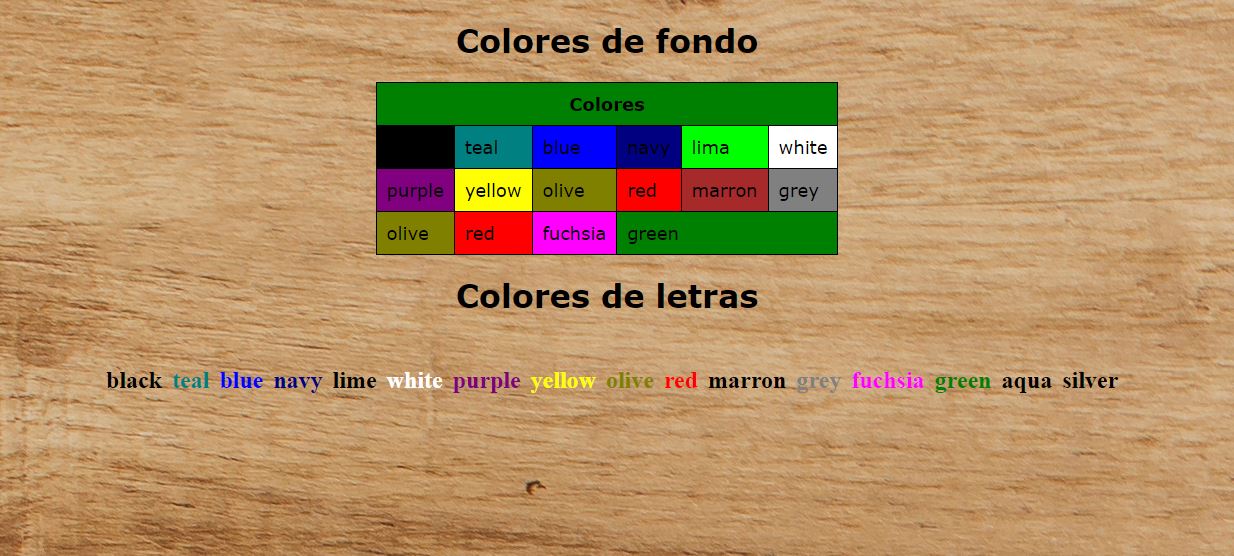 Colores de fondo
Colores
teal blue navy lima white
purple yellow olive red marron grey
olive red fuchsia green
Colores de letras
black teal blue navy lime white purple yellow olive red marron grey fuchsia green aqua silver